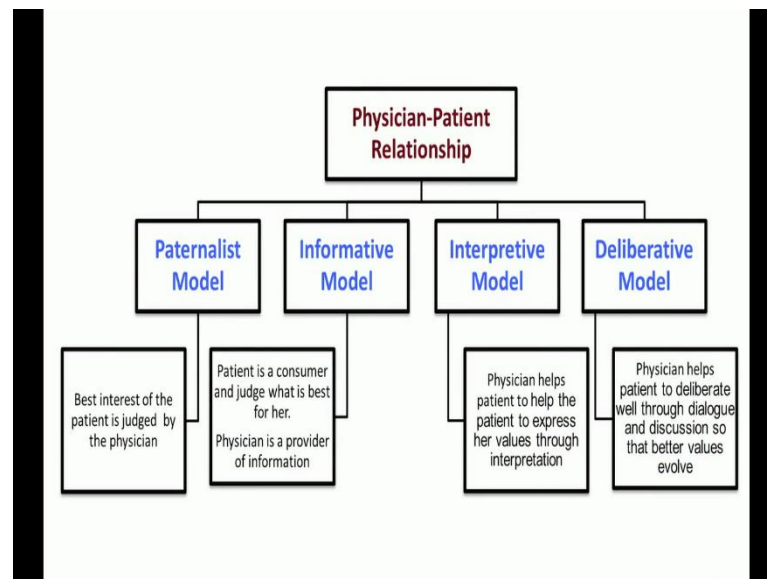 Physician-Patient
Relationship
Paternalist
Model
Informative
Model
Interpretive
Model
Deliberative
Model
Best interest of the
patient is judged by
the physician
Patient is a consumer
and judge what is best
for her.
Physician is a provider
of information
Physician helps
patient to help the
patient to express
her values through
interpretation
Physician helps
patient to deliberate
well through dialogue
and discussion so
that better values
evolve